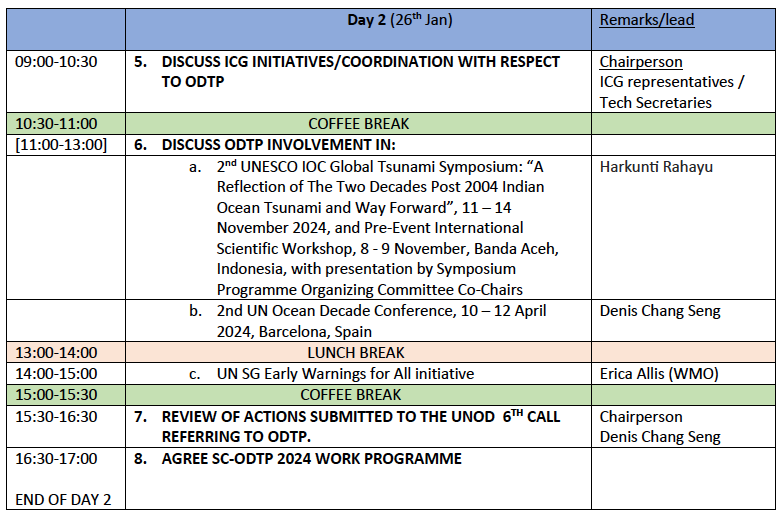 Day 2 (26th Jan) Remarks/lead
09:00-10:30 5. DISCUSS ICG INITIATIVES/COORDINATION WITH RESPECT Chairperson
TO ODTP ICG representatives /
Tech Secretaries
10:30-11:00 COFFEE BREAK
[11:00-13:00] 6. DISCUSS ODTP INVOLVEMENT IN:
a. 2nd UNESCO IOC Global Tsunami Symposium: “A Harkunti Rahayu
Reflection of The Two Decades Post 2004 Indian
Ocean Tsunami and Way Forward”, 11 – 14
November 2024, and Pre-Event International
Scientific Workshop, 8 - 9 November, Banda Aceh,
Indonesia, with presentation by Symposium
Programme Organizing Committee Co-Chairs
b. 2nd UN Ocean Decade Conference, 10 – 12 April Denis Chang Seng
2024, Barcelona, Spain
13:00-14:00 LUNCH BREAK
14:00-15:00 c. UN SG Early Warnings for All initiative Erica Allis (WMO)
15:00-15:30 COFFEE BREAK
15:30-16:30 7. REVIEW OF ACTIONS SUBMITTED TO THE UNOD 6TH CALL Chairperson
REFERRING TO ODTP. Denis Chang Seng
16:30-17:00 8. AGREE SC-ODTP 2024 WORK PROGRAMME
END OF DAY 2